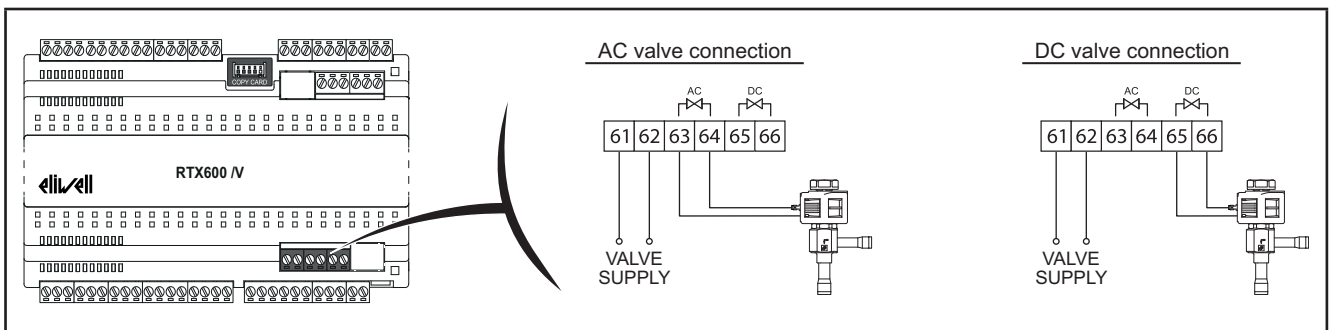 COPY CARD
eliwell
RTX600 /V
AC valve connection
AC DC
61 62 63 64 65 66
VALVE
SUPPLY
DC valve connection
AC DC
61 62 63 64 65 66
VALVE
SUPPLY